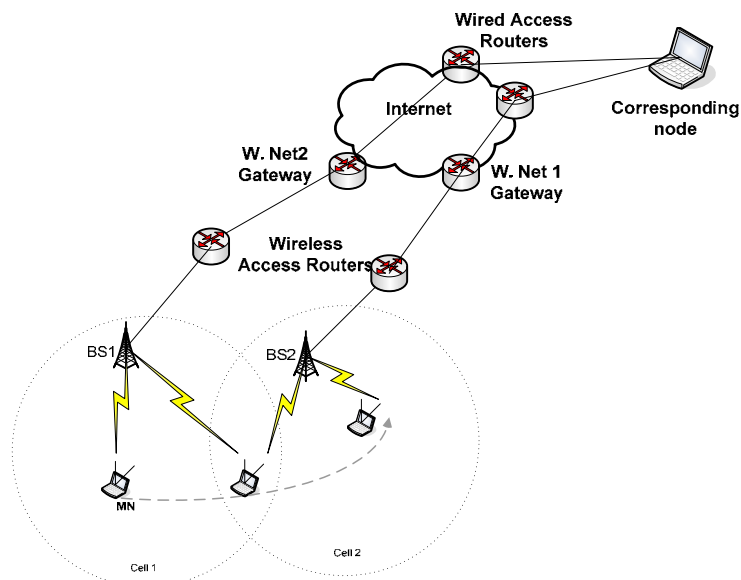 Wired Access
Routers
Internet
Corresponding
node
W. Net2
Gateway
W. Net 1
Gateway
Wireless
Access Routers
BS1
BS2
MN
Cell 1
Cell 2